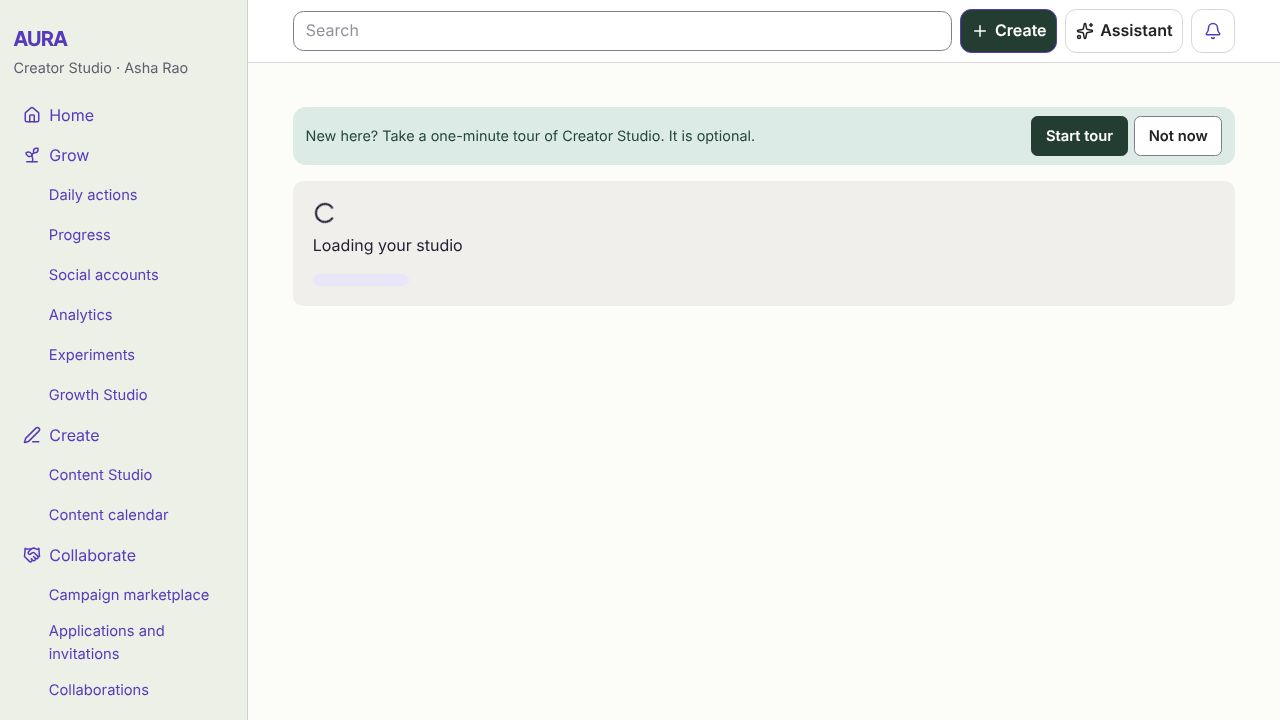 AURA
Creator Studio · Asha Rao
Home
Grow
Daily actions
Progress
Social accounts
Analytics
Experiments
Growth Studio
Create
Content Studio
Content calendar
Collaborate
Campaign marketplace
Applications and
invitations
Collaborations
Search
Create
Assistant
New here? Take a one-minute tour of Creator Studio. It is optional.
Start tour
Not now
Loading your studio